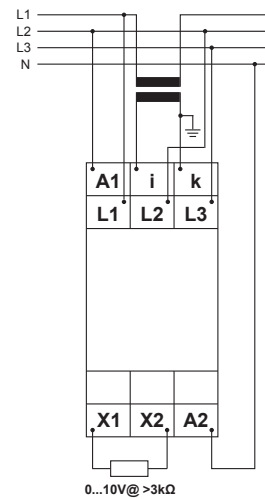 L1
L2
L3
N
A1 i k
L1 L2 L3
X1 X2 A2
0...10V@ >3kΩ